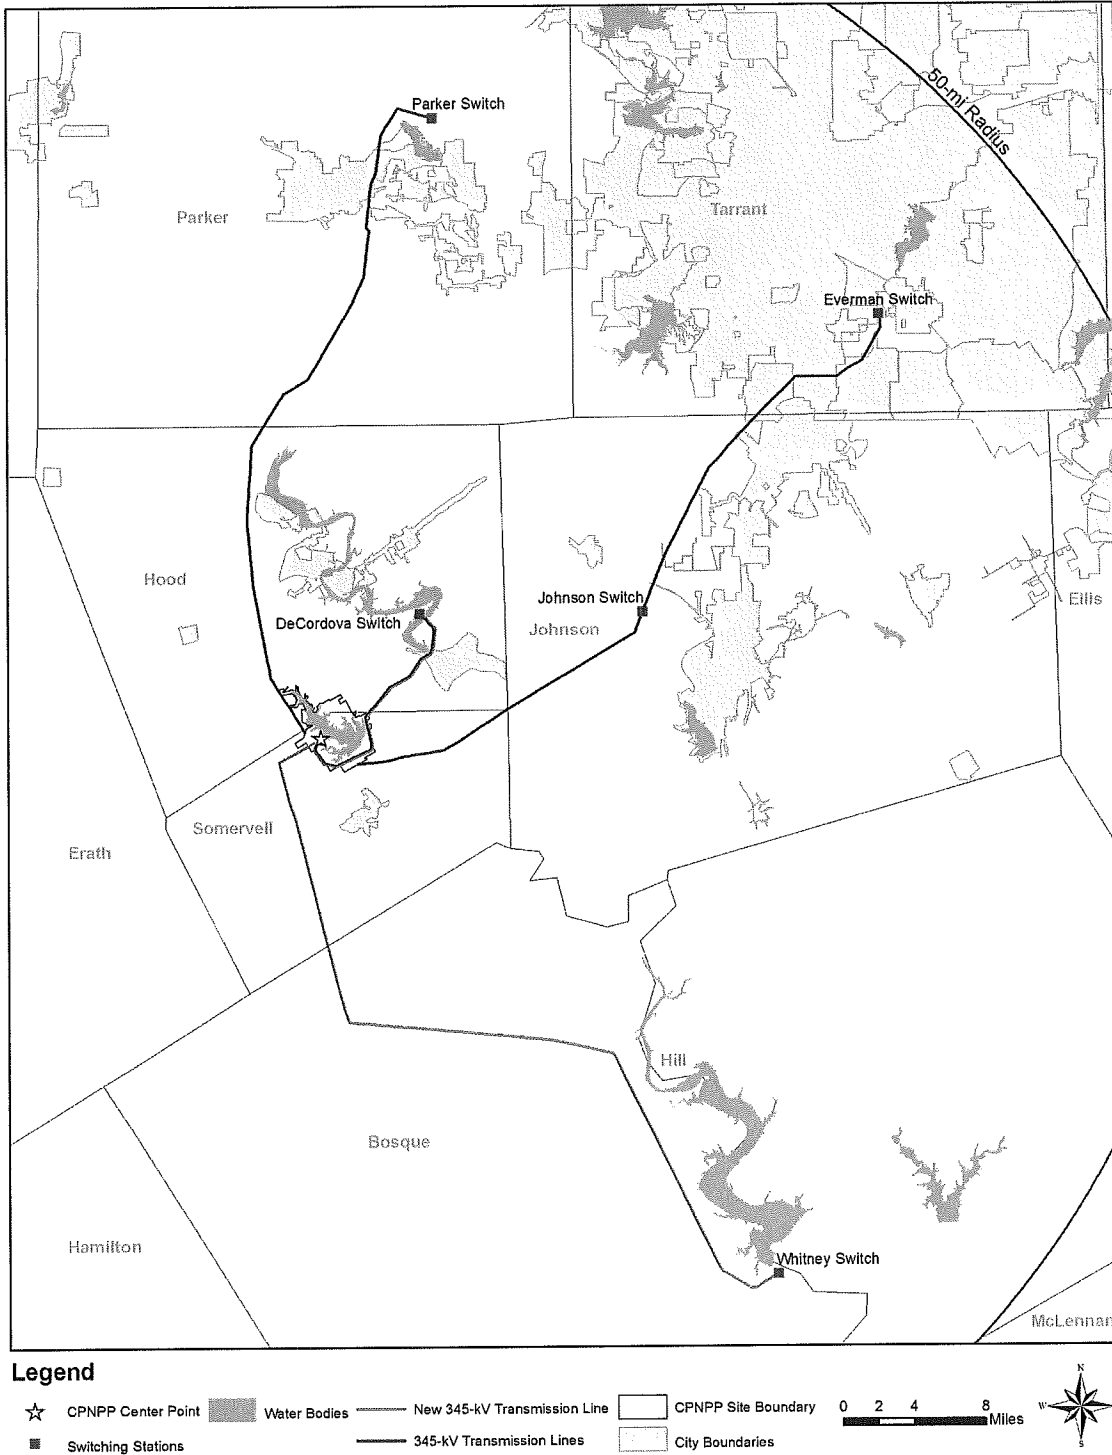 Parker Switch
50-mi Radius
Parker
Tarrant
Everman Switch
Hood
Johnson Switch
Ellis
DeCordova Switch
Johnson
Somervell
Erath
Hill
Bosque
Hamilton
Whitney Switch
McLennan
Legend
N
CPNPP Center Point
Water Bodies
New 345-kV Transmission Line
CPNPP Site Boundary
0 2 4 8
Miles
W E
Switching Stations
345-kV Transmission Lines
City Boundaries
S